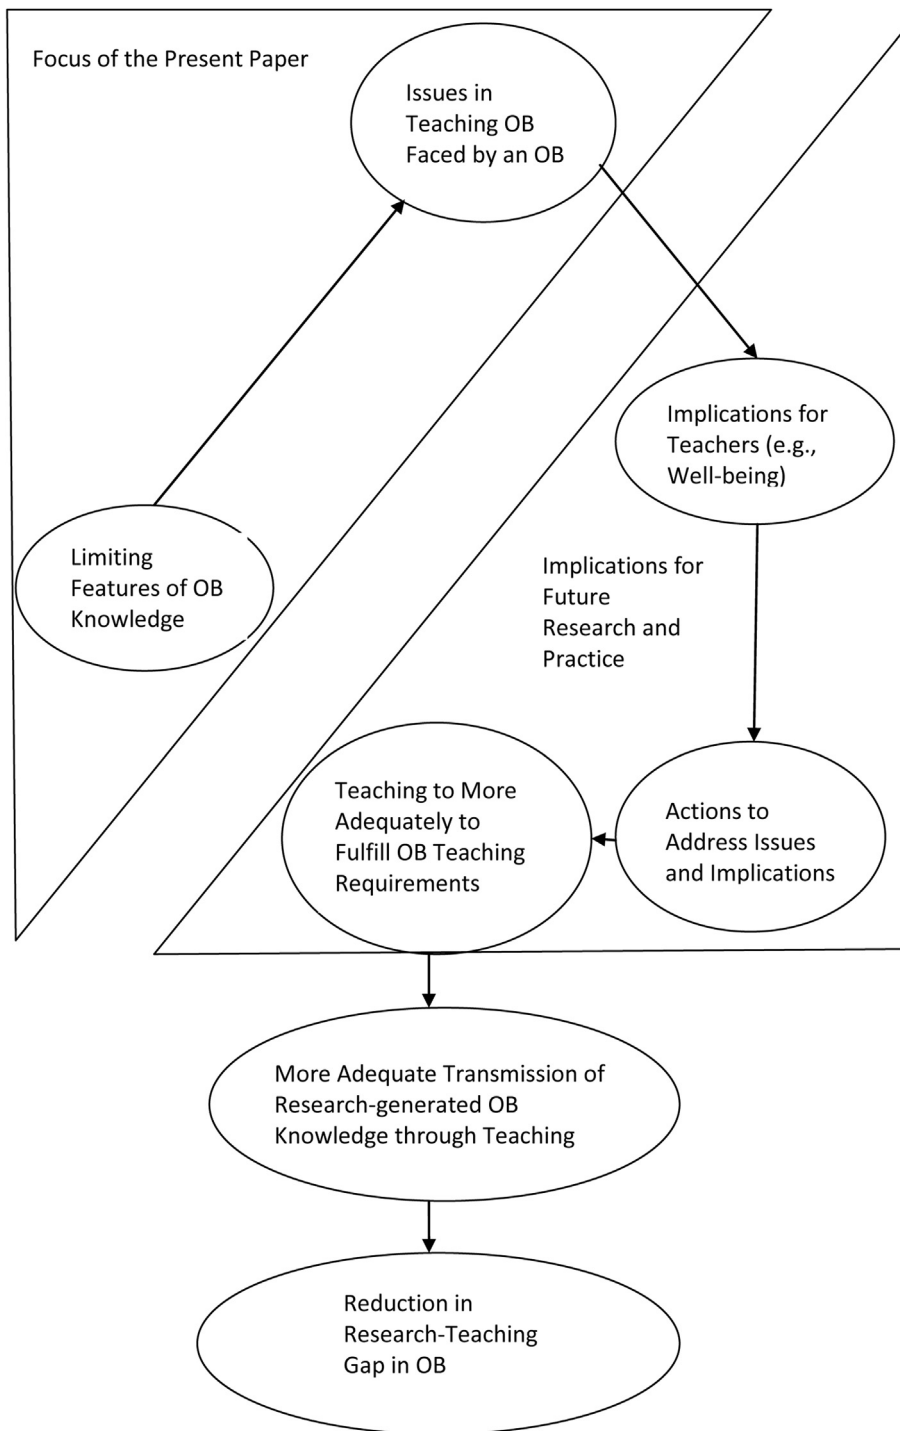 Focus of the Present Paper
Issues in
Teaching OB
Faced by an OB
Implications for
Teachers (e.g.,
Well-being)
Limiting
Features of OB
Knowledge
Implications for
Future
Research and
Practice
Teaching to More
Adequately to
Fulfill OB Teaching
Requirements
Actions to
Address Issues
and Implications
More Adequate Transmission of
Research-generated OB
Knowledge through Teaching
Reduction in
Research-Teaching
Gap in OB